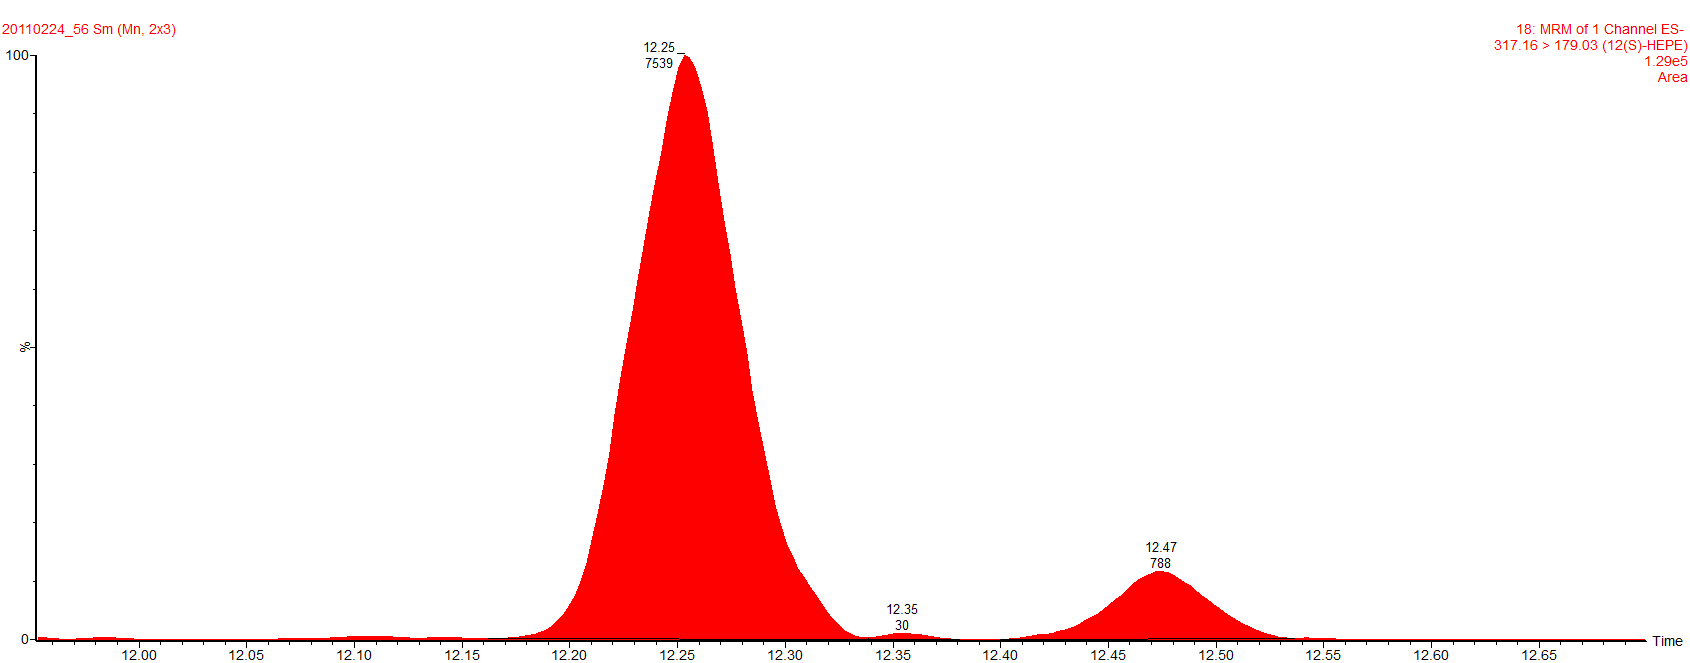 20110224_56 Sm (Mn, 2x3)
18: MRM of 1 Channel ES-
317.16 > 179.03 (12(S)-HEPE)
1.29e5
Area
100
12.25
7539
%
12.47
788
12.35
30
0
12.00 12.05 12.10 12.15 12.20 12.25 12.30 12.35 12.40 12.45 12.50 12.55 12.60 12.65
Time